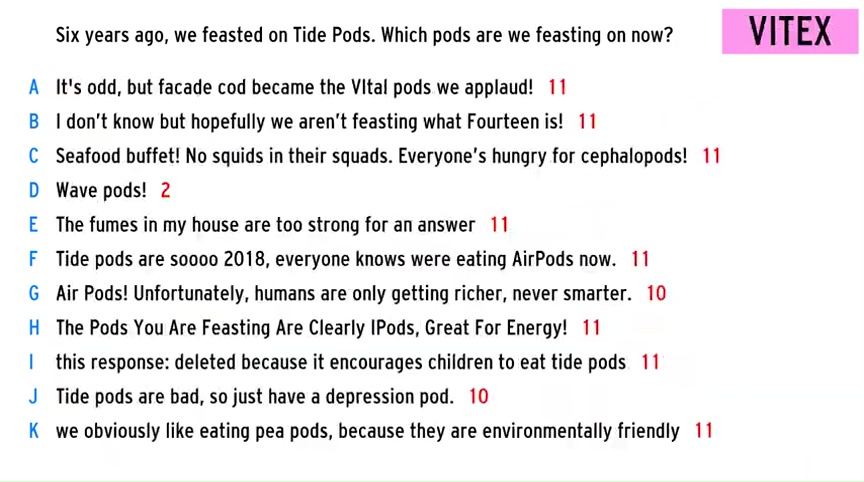 Six years ago, we feasted on Tide Pods. Which pods are we feasting on now?
VITEX
A It's odd, but facade cod became the VItal pods we applaud! 11
B I don't know but hopefully we aren't feasting what Fourteen is! 11
C Seafood buffet! No squids in their squads. Everyone's hungry for cephalopods! 11
D Wave pods! 2
E The fumes in my house are too strong for an answer 11
F Tide pods are soooo 2018, everyone knows were eating AirPods now. 11
G Air Pods! Unfortunately, humans are only getting richer, never smarter. 10
H The Pods You Are Feasting Are Clearly IPods, Great For Energy! 11
I this response: deleted because it encourages children to eat tide pods 11
J Tide pods are bad, so just have a depression pod. 10
K we obviously like eating pea pods, because they are environmentally friendly 11